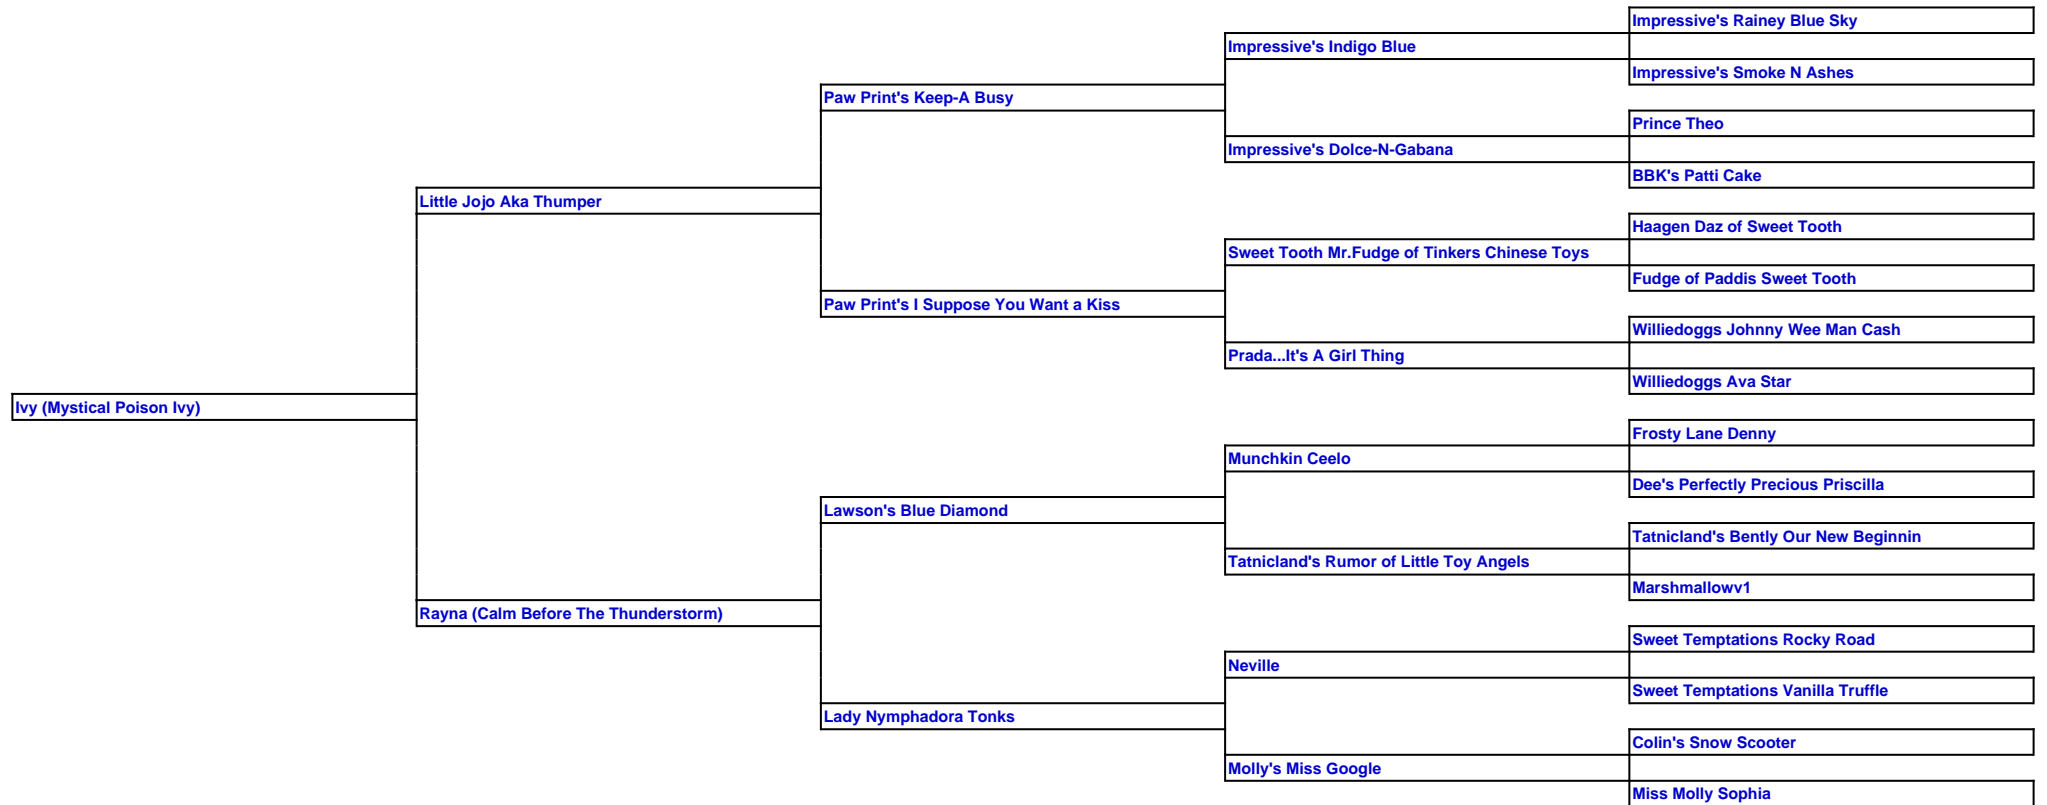 Impressive's Rainey Blue Sky
Impressive's Indigo Blue
Impressive's Smoke N Ashes
Paw Print's Keep-A Busy
Prince Theo
Impressive's Dolce-N-Gabana
BBK's Patti Cake
Little Jojo Aka Thumper
Haagen Daz of Sweet Tooth
Sweet Tooth Mr.Fudge of Tinkers Chinese Toys
Fudge of Paddis Sweet Tooth
Paw Print's I Suppose You Want a Kiss
Williedoggs Johnny Wee Man Cash
Prada...It's A Girl Thing
Williedoggs Ava Star
Ivy (Mystical Poison Ivy)
Frosty Lane Denny
Munchkin Ceelo
Dee's Perfectly Precious Priscilla
Lawson's Blue Diamond
Tatnicland's Bently Our New Beginnin
Tatnicland's Rumor of Little Toy Angels
Marshmallowv1
Rayna (Calm Before The Thunderstorm)
Sweet Temptations Rocky Road
Neville
Sweet Temptations Vanilla Truffle
Lady Nymphadora Tonks
Colin's Snow Scooter
Molly's Miss Google
Miss Molly Sophia